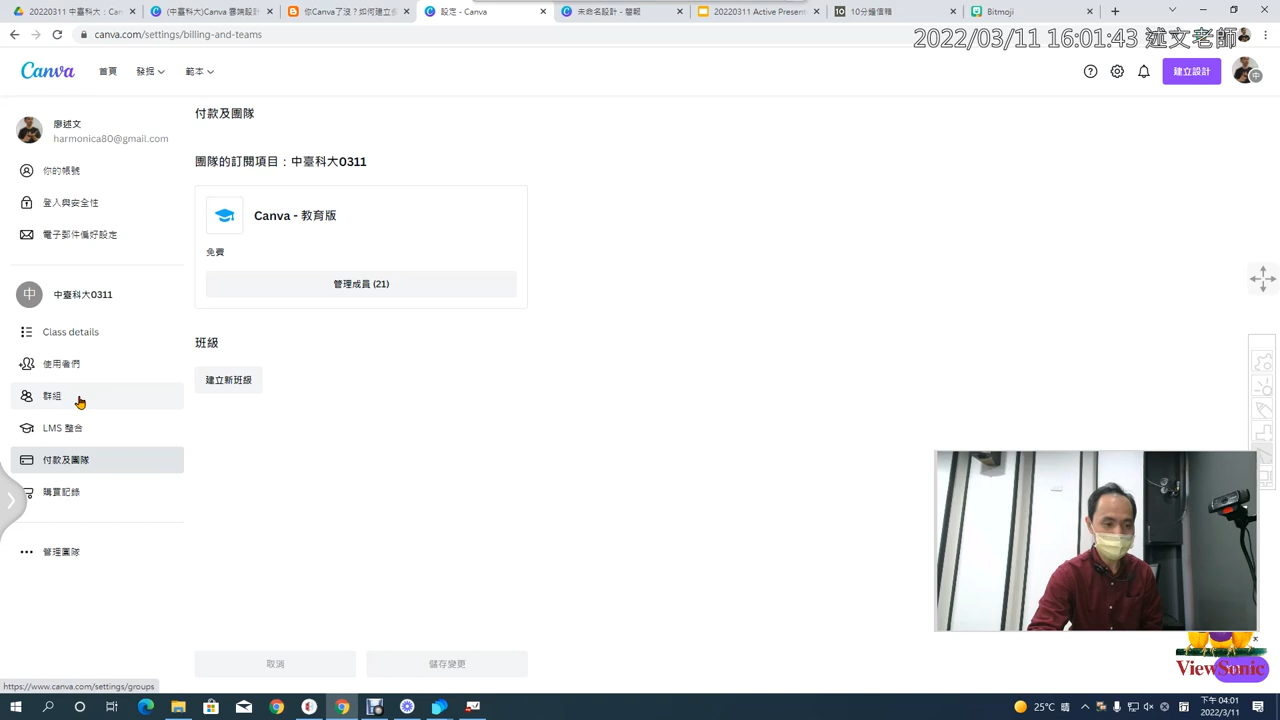 20220311 中臺科大 : Can
(中臺科大)Canva 雲端設計
你Canva了沒？如何建立
設定 - Canva
未命名設計 - 簡報
20220311 Active Present
10分鐘信箱
Bitmoji
canva.com/settings/billing-and-teams
2022/03/11 16:01:43 述文老師
Canva
首頁
發掘
範本
建立設計
中
廖述文
harmonica80@gmail.com
你的帳號
登入與安全性
電子郵件偏好設定
中
中臺科大0311
Class details
使用者們
群組
LMS 整合
付款及團隊
購買記錄
管理團隊
付款及團隊
團隊的訂閱項目：中臺科大0311
Canva - 教育版
免費
管理成員 (21)
班級
建立新班級
取消
儲存變更
ViewSonic
https://www.canva.com/settings/groups
25°C 晴
下午 04:01
2022/3/11